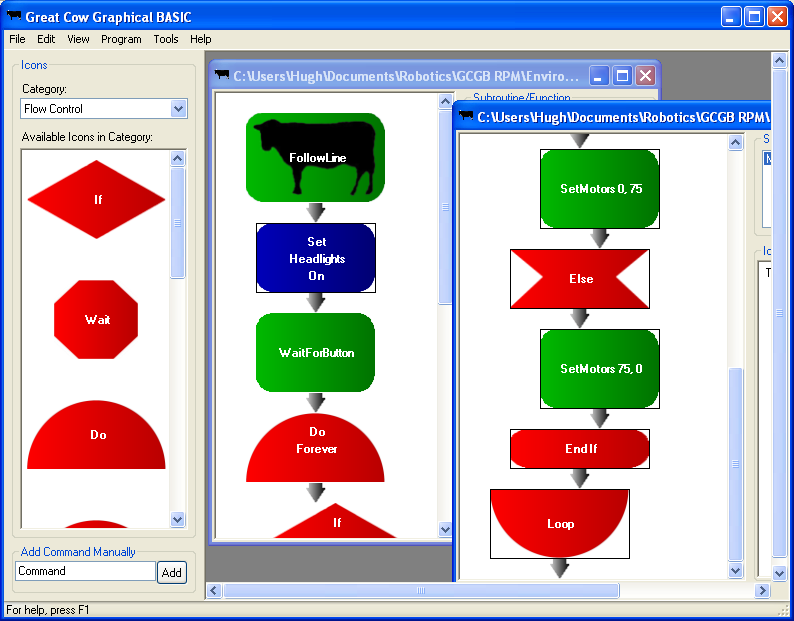 Great Cow Graphical BASIC
File Edit View Program Tools Help
Icons
Category:
Flow Control
Available Icons in Category:
If
Wait
Do
Add Command Manually
Command
Add
For help, press F1
C:\Users\Hugh\Documents\Robotics\GCGB RPM\Enviro...
Subroutine/Function
FollowLine
Set
Headlights
On
WaitForButton
Do
Forever
If
C:\Users\Hugh\Documents\Robotics\GCGB RPM\
SetMotors 0, 75
Else
SetMotors 75, 0
End If
Loop